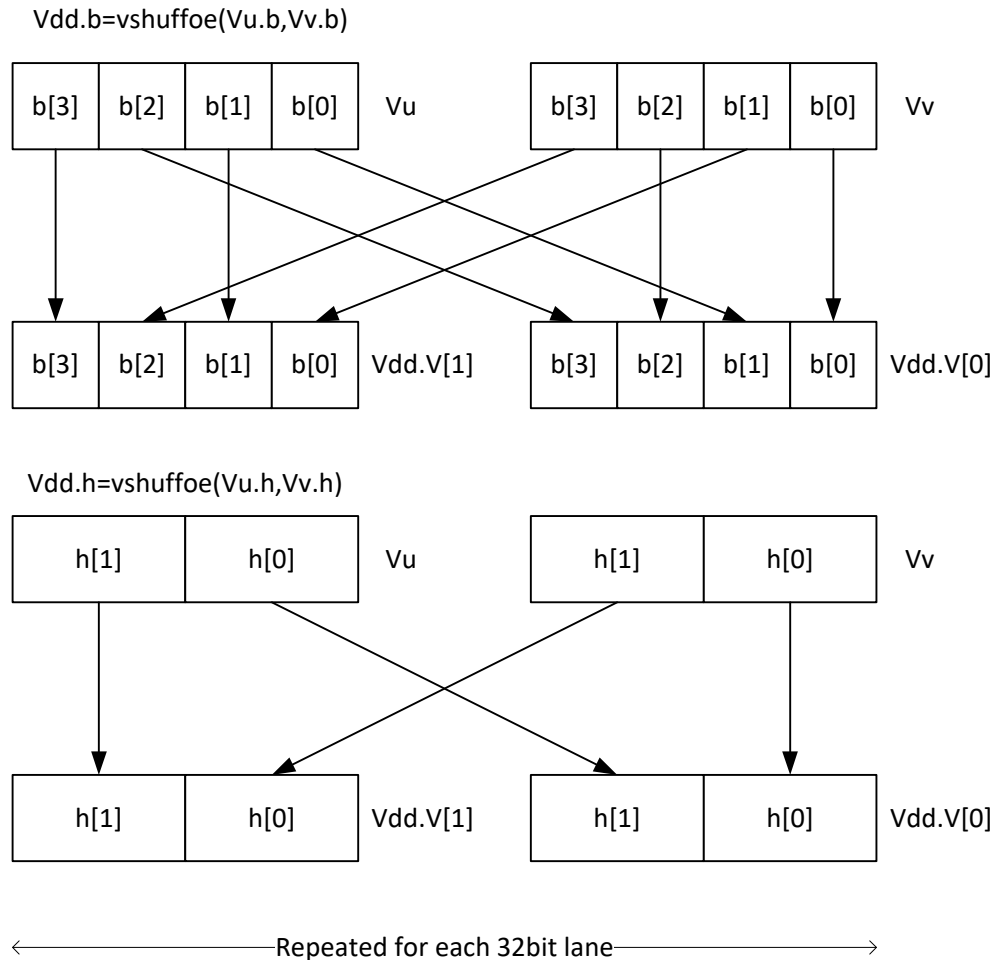 Vdd.b=vshuffoe(Vu.b,Vv.b)
b[3] b[2] b[1] b[0] Vu b[3] b[2] b[1] b[0] Vv
b[3] b[2] b[1] b[0] Vdd.V[1] b[3] b[2] b[1] b[0] Vdd.V[0]
Vdd.h=vshuffoe(Vu.h,Vv.h)
h[1] h[0] Vu h[1] h[0] Vv
h[1] h[0] Vdd.V[1] h[1] h[0] Vdd.V[0]
Repeated for each 32bit lane